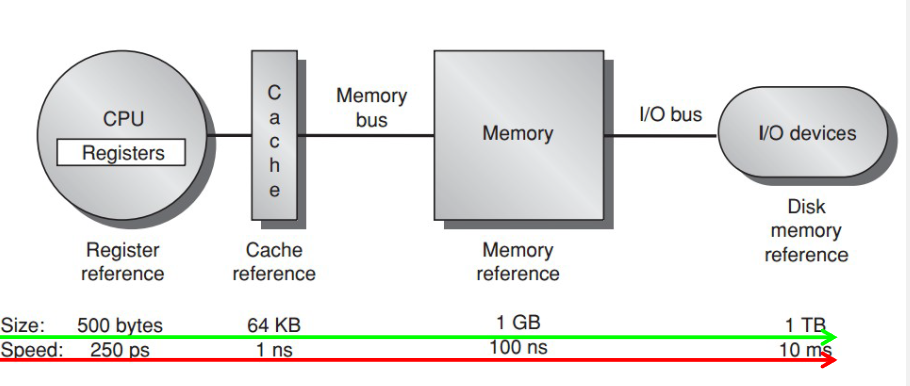 CPU
Registers
C
a
c
h
e
Memory
bus
Memory
I/O bus
I/O devices
Register
reference
Cache
reference
Memory
reference
Disk
memory
reference
Size: 500 bytes 64 KB 1 GB 1 TB
Speed: 250 ps 1 ns 100 ns 10 ms